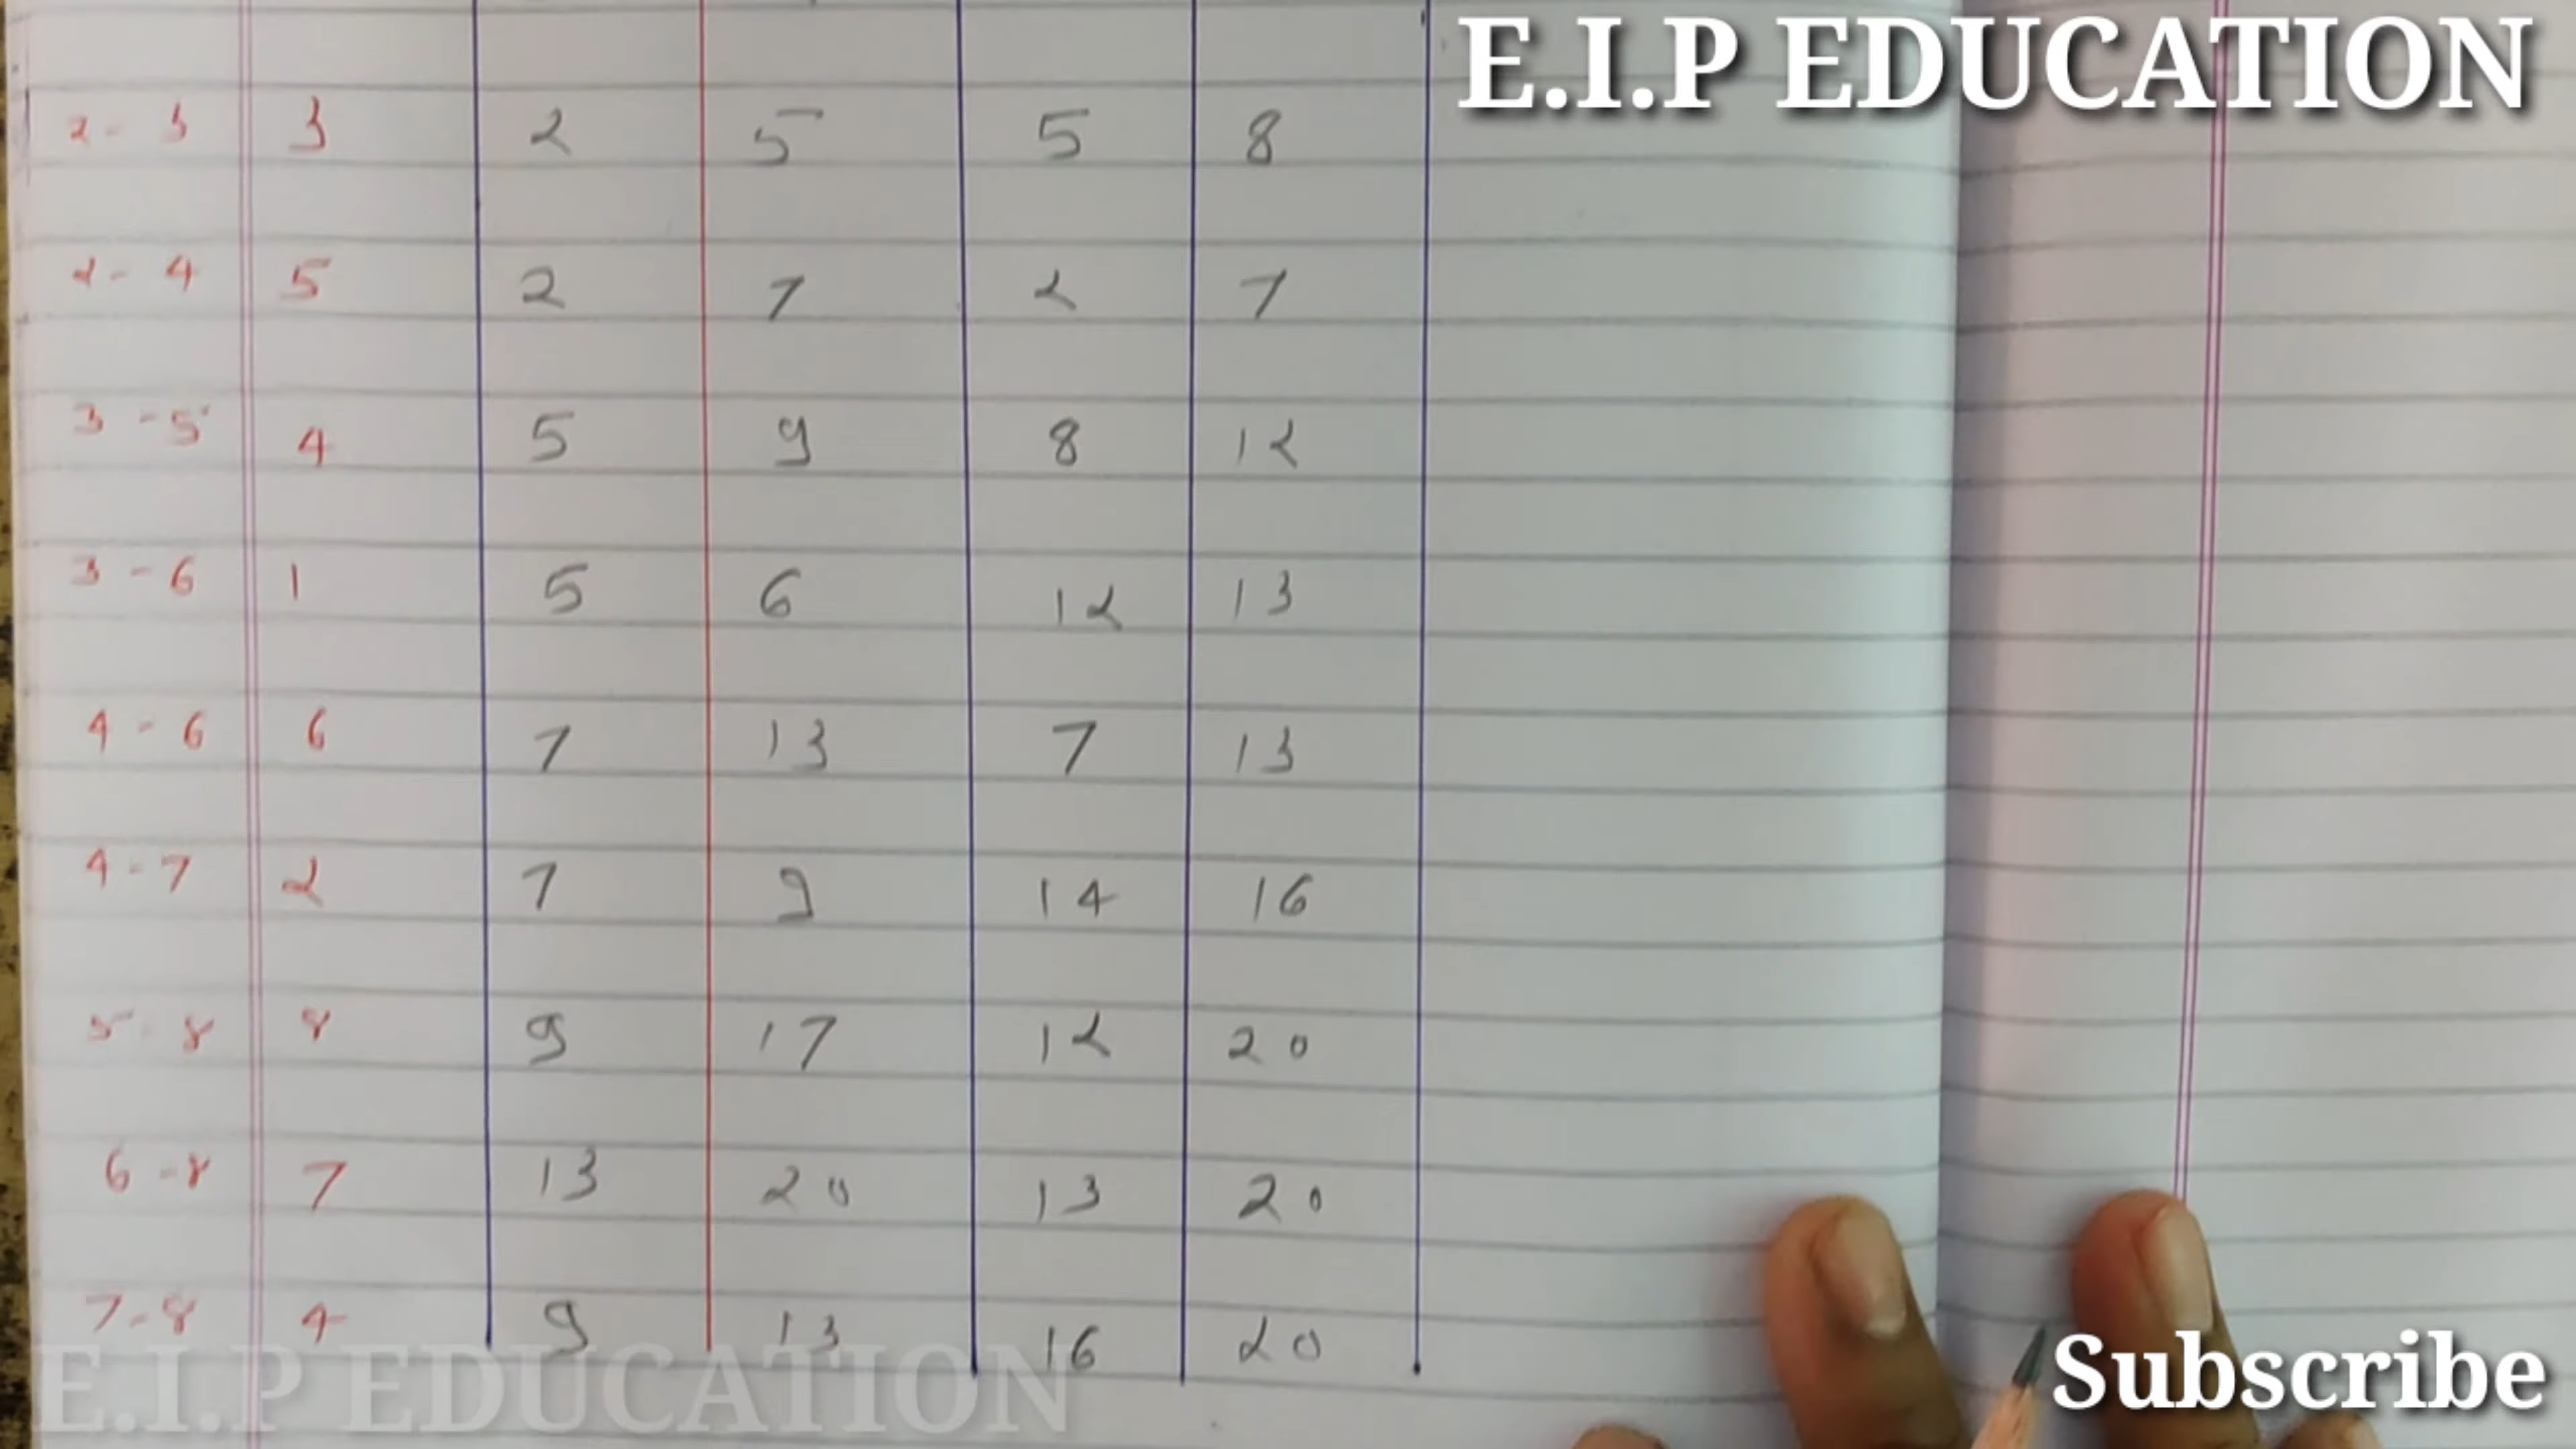 E.I.P EDUCATION
2 - 3 3 2 5 5 8
2 - 4 5 2 7 2 7
3 - 5 4 5 9 8 12
3 - 6 1 5 6 12 13
4 - 6 6 7 13 7 13
4 - 7 2 7 9 14 16
5 - 8 8 9 17 12 20
6 - 8 7 13 20 13 20
7 - 8 4 9 13 16 20
E.I.P EDUCATION
Subscribe